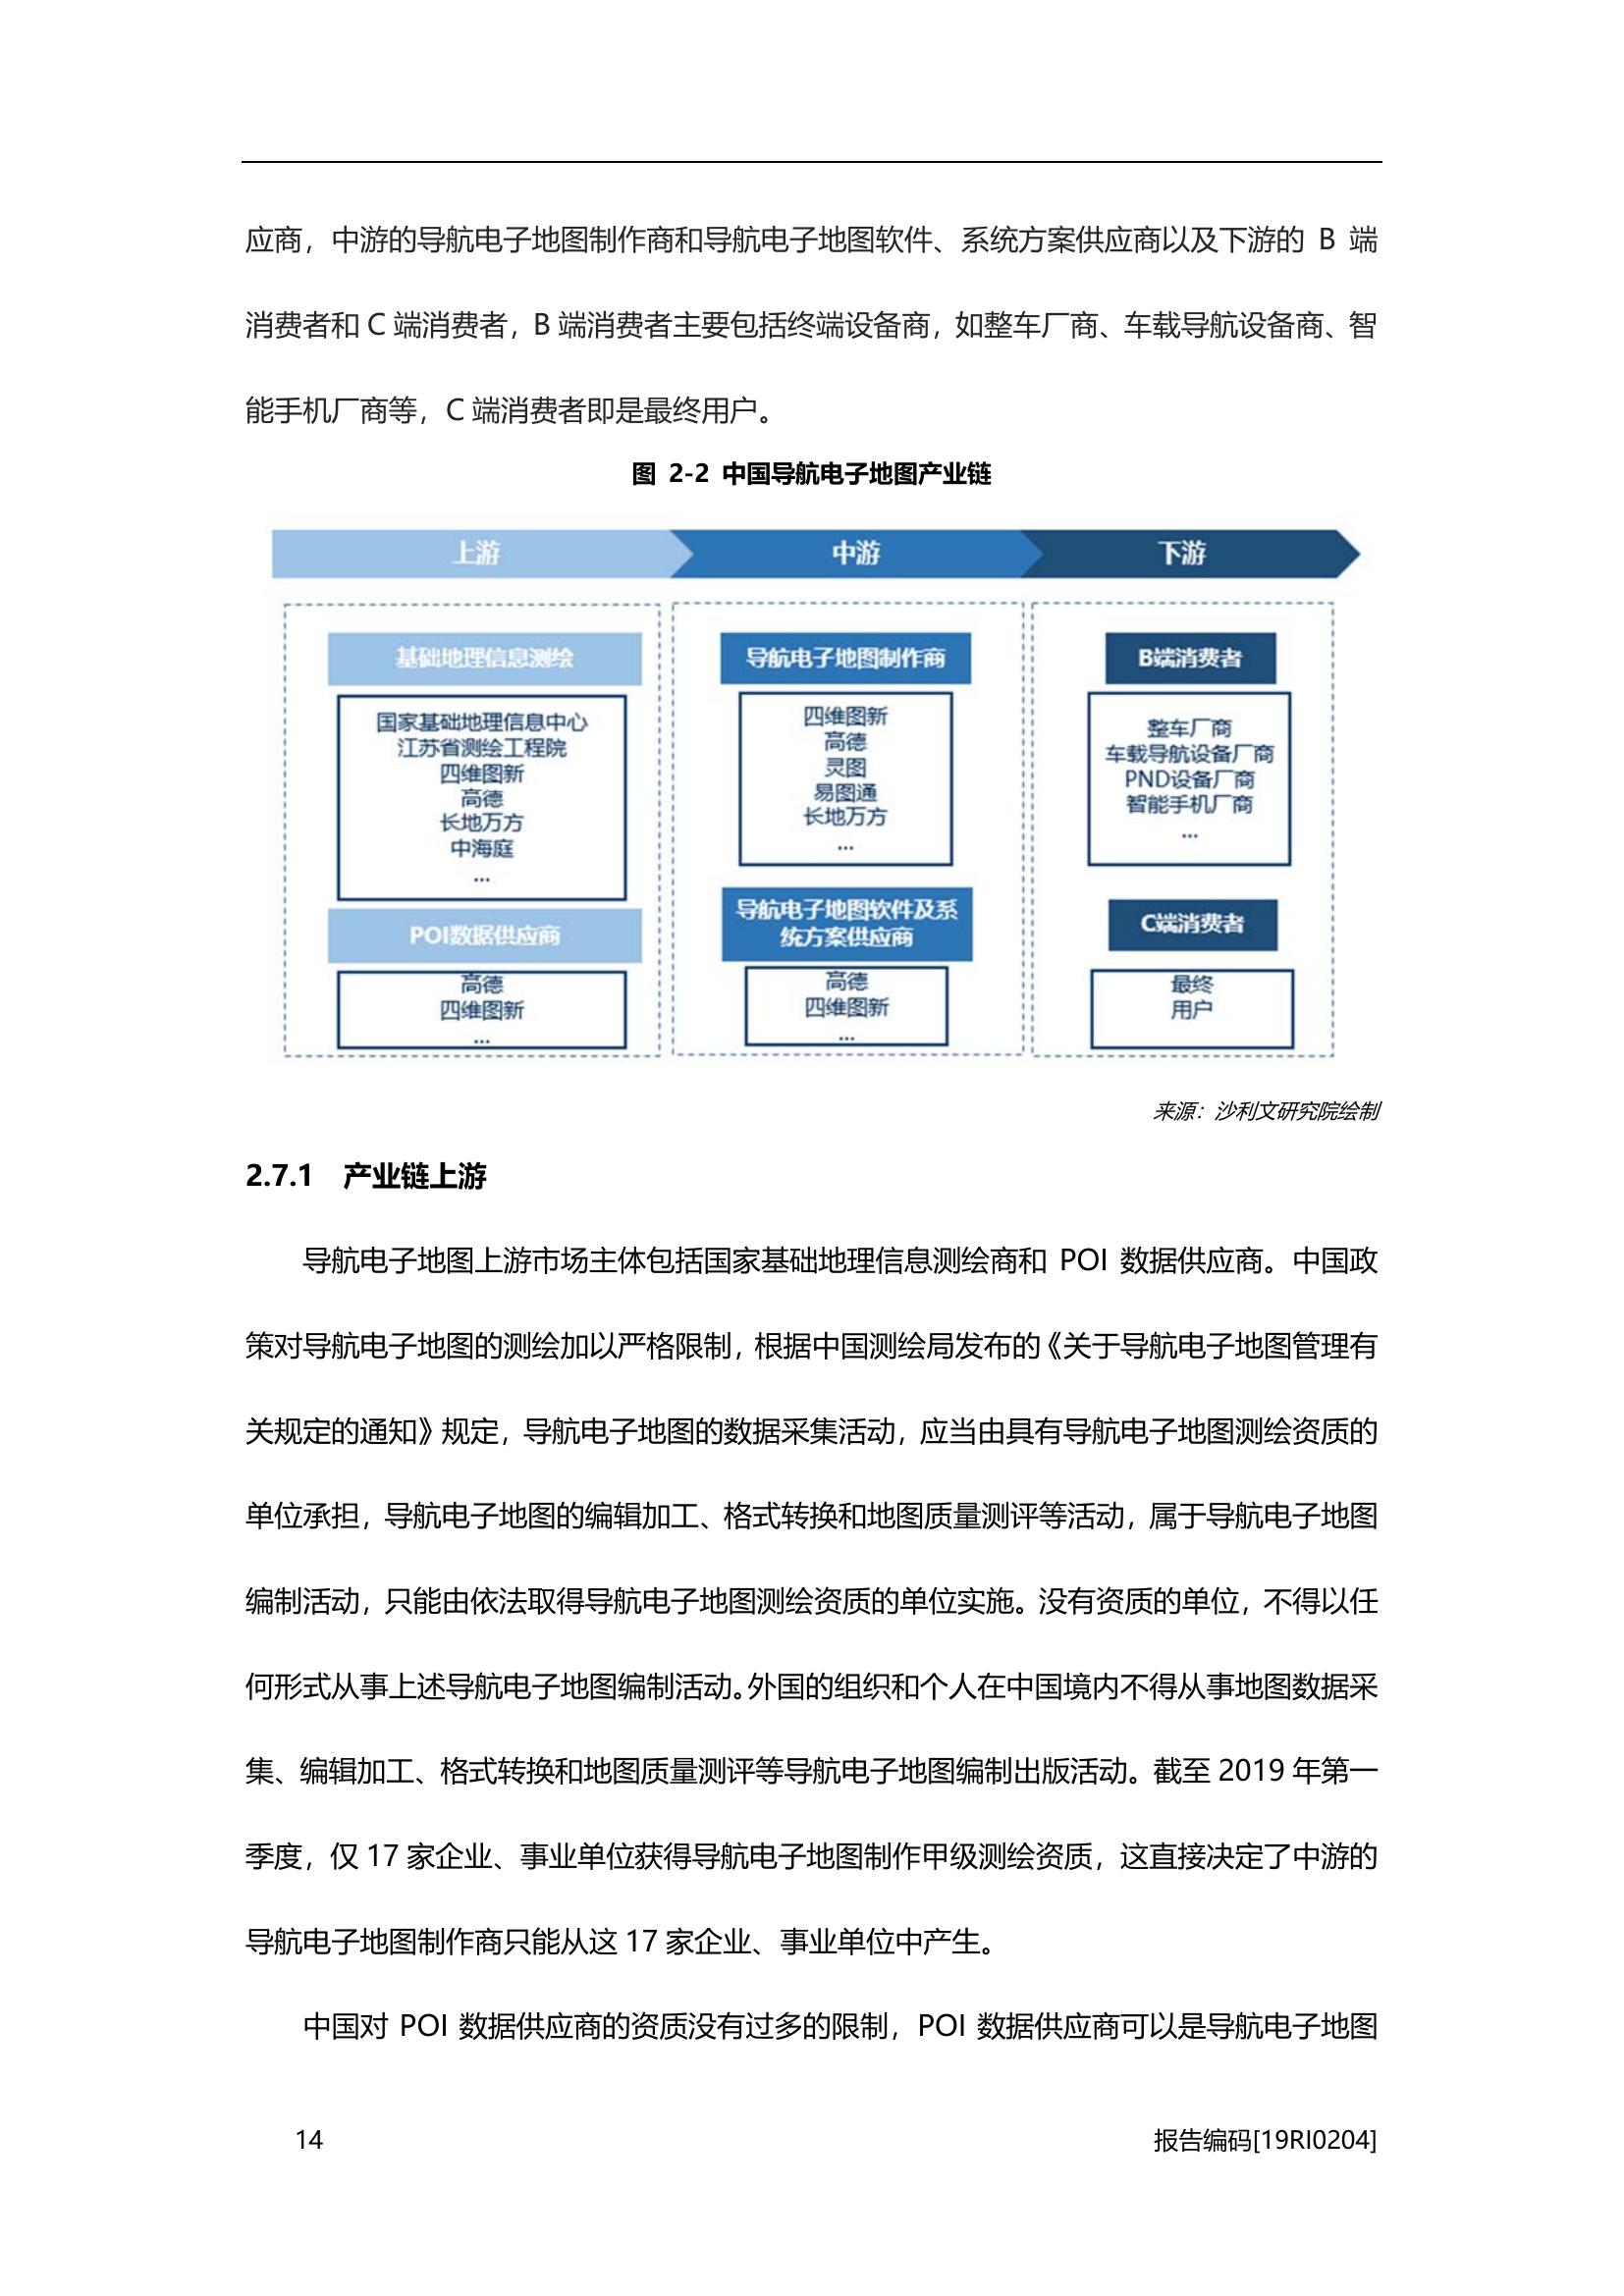 应商，中游的导航电子地图制作商和导航电子地图软件、系统方案供应商以及下游的 B 端
消费者和 C 端消费者，B 端消费者主要包括终端设备商，如整车厂商、车载导航设备商、智
能手机厂商等，C 端消费者即是最终用户。
图 2-2 中国导航电子地图产业链
上游
中游
下游
基础地理信息测绘
国家基础地理信息中心
江苏省测绘工程院
四维图新
高德
长地万方
中海庭
...
POI数据供应商
高德
四维图新
...
导航电子地图制作商
四维图新
高德
灵图
易图通
长地万方
...
导航电子地图软件及系
统方案供应商
高德
四维图新
...
B端消费者
整车厂商
车载导航设备厂商
PND设备厂商
智能手机厂商
...
C端消费者
最终
用户
来源：沙利文研究院绘制
2.7.1 产业链上游
导航电子地图上游市场主体包括国家基础地理信息测绘商和 POI 数据供应商。中国政
策对导航电子地图的测绘加以严格限制，根据中国测绘局发布的《关于导航电子地图管理有
关规定的通知》规定，导航电子地图的数据采集活动，应当由具有导航电子地图测绘资质的
单位承担，导航电子地图的编辑加工、格式转换和地图质量测评等活动，属于导航电子地图
编制活动，只能由依法取得导航电子地图测绘资质的单位实施。没有资质的单位，不得以任
何形式从事上述导航电子地图编制活动。外国的组织和个人在中国境内不得从事地图数据采
集、编辑加工、格式转换和地图质量测评等导航电子地图编制出版活动。截至 2019 年第一
季度，仅 17 家企业、事业单位获得导航电子地图制作甲级测绘资质，这直接决定了中游的
导航电子地图制作商只能从这 17 家企业、事业单位中产生。
中国对 POI 数据供应商的资质没有过多的限制，POI 数据供应商可以是导航电子地图
14
报告编码[19RI0204]